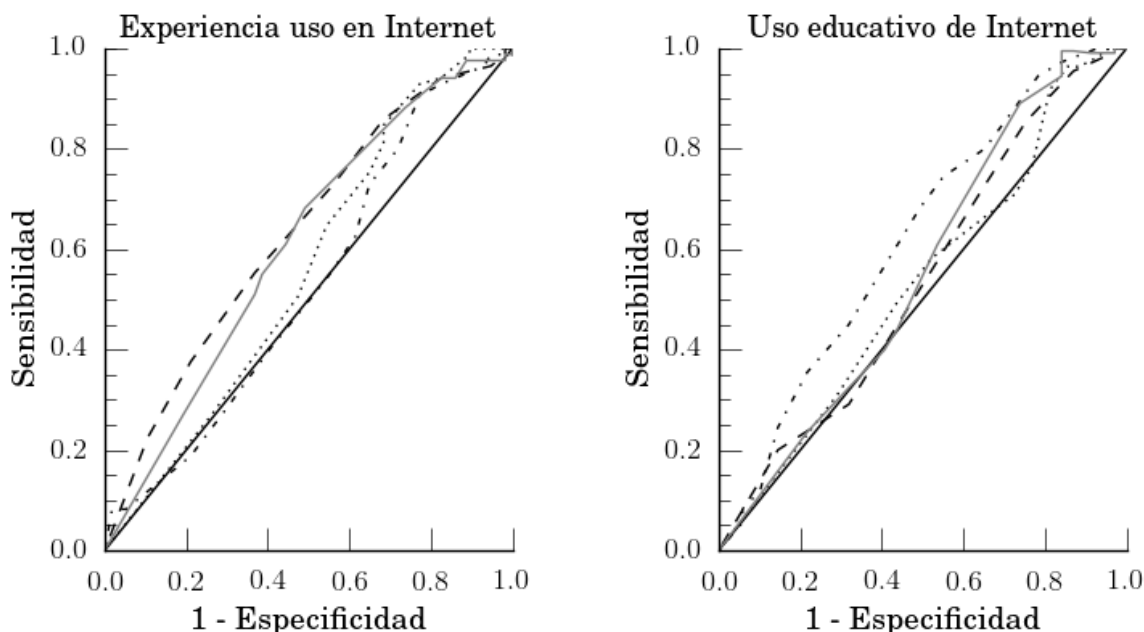 Experiencia uso en Internet
1.0
0.8
0.6
0.4
0.2
0.0
Sensibilidad
0.0 0.2 0.4 0.6 0.8 1.0
1 - Especificidad
Uso educativo de Internet
1.0
0.8
0.6
0.4
0.2
0.0
Sensibilidad
0.0 0.2 0.4 0.6 0.8 1.0
1 - Especificidad